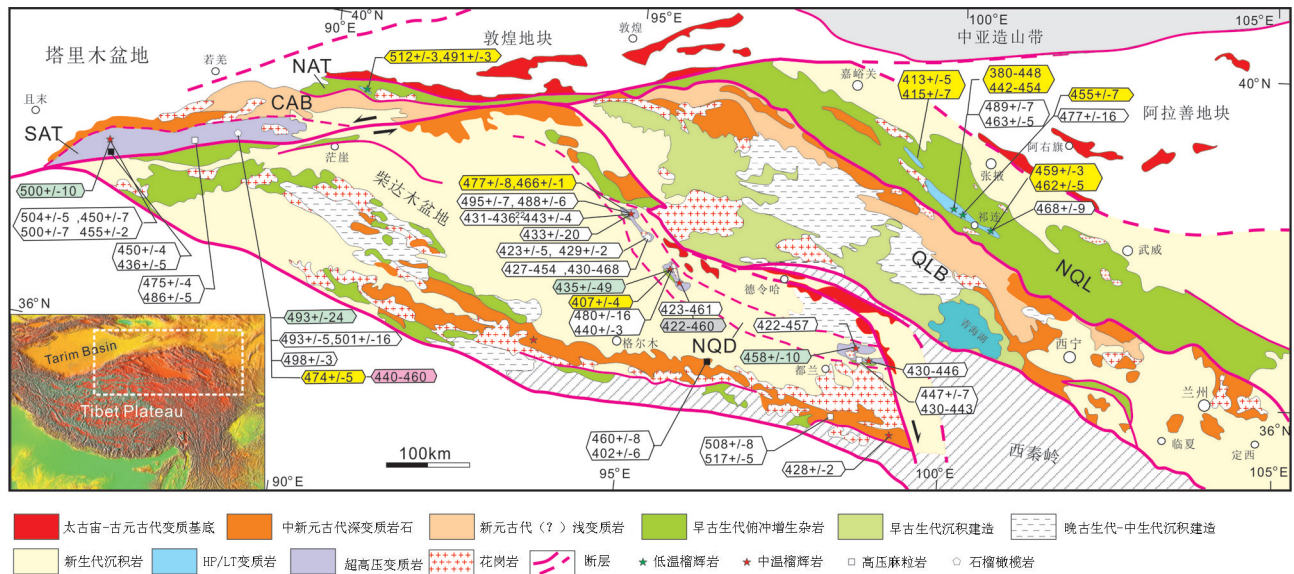 40°N
90°E
95°E
100°E
105°E
塔里木盆地
若羌
NAT
512+/-3,491+/-3
敦煌地块
敦煌
中亚造山带
嘉峪关
413+/-5
415+/-7
380-448
442-454
489+/-7
463+/-5
455+/-7
477+/-16
40°N
阿拉善地块
且末
CAB
SAT
阿右旗
张掖
459+/-3
462+/-5
468+/-9
祁连
茫崖
柴达木盆地
500+/-10
504+/-5 ,450+/-7
500+/-7 455+/-2
450+/-4
436+/-5
475+/-4
486+/-5
477+/-8,466+/-1
495+/-7, 488+/-6
431-436, 443+/-4
433+/-20
423+/-5, 429+/-2
427-454 ,430-468
435+/-49
407+/-4
480+/-16
440+/-3
423-461
422-460
德令哈
QLB
NQL
武威
青海湖
西宁
36°N
Tarim Basin
Tibet Plateau
493+/-24
493+/-5,501+/-16
498+/-3
474+/-5
440-460
格尔木
NQD
422-457
458+/-10
都兰
430-446
447+/-7
430-443
兰州
临夏
定西
36°N
西秦岭
100km
460+/-8
402+/-6
508+/-8
517+/-5
428+/-2
90°E
95°E
100°E
105°E
太古宙-古元古代变质基底
中新元古代深变质岩石
新元古代（？）浅变质岩
早古生代俯冲增生杂岩
早古生代沉积建造
晚古生代-中生代沉积建造
新生代沉积岩
HP/LT变质岩
超高压变质岩
花岗岩
断层
低温榴辉岩
中温榴辉岩
高压麻粒岩
石榴橄榄岩